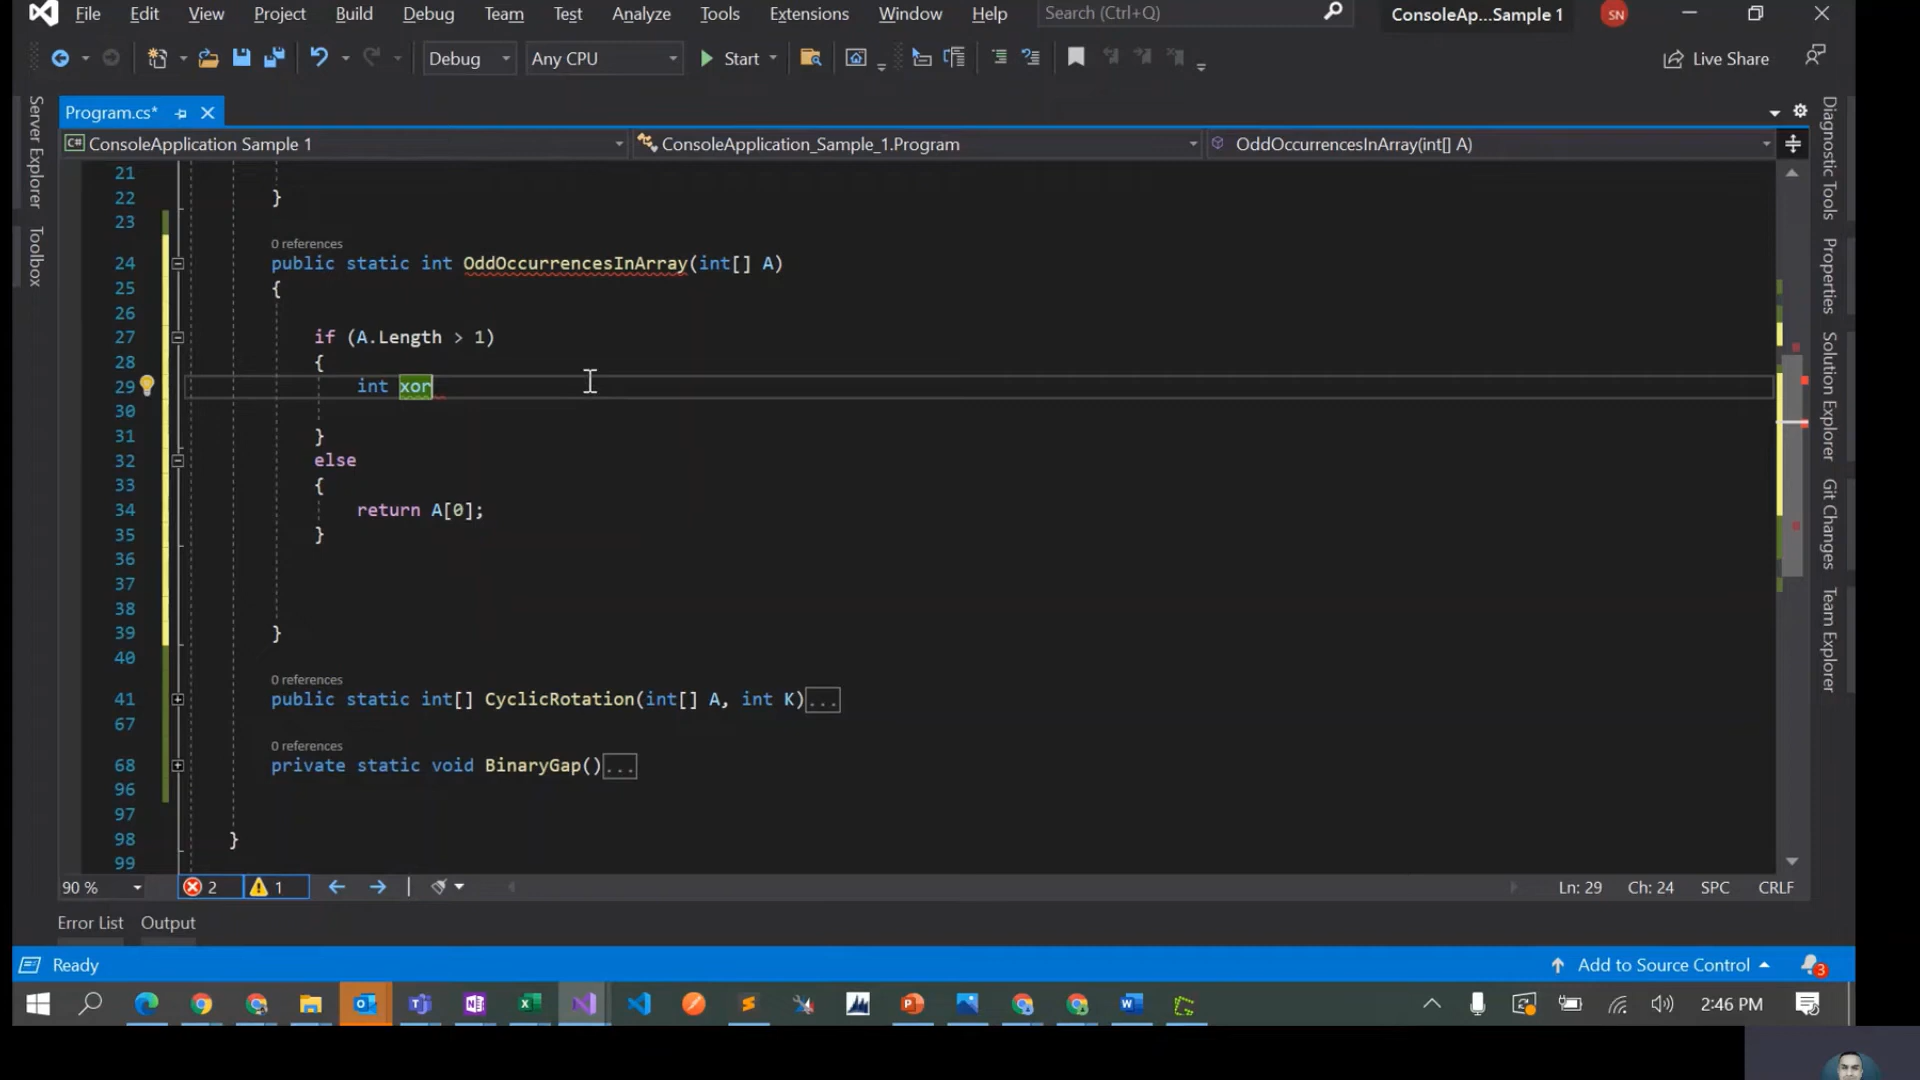 File Edit View Project Build Debug Team Test Analyze Tools Extensions Window Help Search (Ctrl+Q) ConsoleAp...Sample 1 SN
Debug Any CPU Start Live Share
Program.cs*
C# ConsoleApplication Sample 1 ConsoleApplication_Sample_1.Program OddOccurrencesInArray(int[] A)
Server Explorer
Toolbox
21
22 }
23
0 references
24 public static int OddOccurrencesInArray(int[] A)
25 {
26
27 if (A.Length > 1)
28 {
29 int xor
30
31 }
32 else
33 {
34 return A[0];
35 }
36
37
38
39 }
40
0 references
41 public static int[] CyclicRotation(int[] A, int K)...
67
0 references
68 private static void BinaryGap()...
96
97
98 }
99
Diagnostic Tools
Properties
Solution Explorer
Git Changes
Team Explorer
90 % 2 1 Ln: 29 Ch: 24 SPC CRLF
Error List Output
Ready Add to Source Control 3
2:46 PM